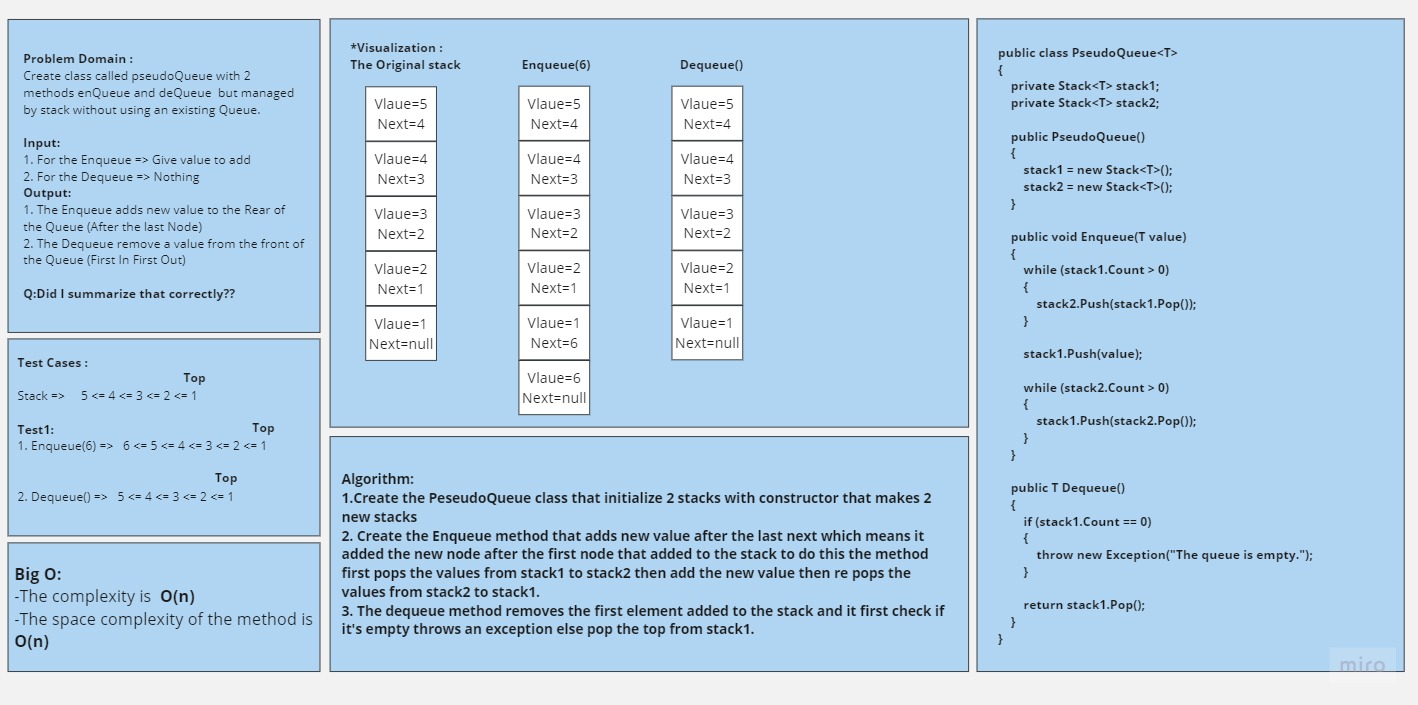 Problem Domain :
Create class called pseudoQueue with 2
methods enQueue and deQueue but managed
by stack without using an existing Queue.
Input:
1. For the Enqueue => Give value to add
2. For the Dequeue => Nothing
Output:
1. The Enqueue adds new value to the Rear of
the Queue (After the last Node)
2. The Dequeue remove a value from the front of
the Queue (First In First Out)
Q:Did I summarize that correctly??
Test Cases :
Top
Stack => 5 <= 4 <= 3 <= 2 <= 1
Test1:
Top
1. Enqueue(6) => 6 <= 5 <= 4 <= 3 <= 2 <= 1
Top
2. Dequeue() => 5 <= 4 <= 3 <= 2 <= 1
Big O:
-The complexity is O(n)
-The space complexity of the method is
O(n)
*Visualization :
The Original stack
Vlaue=5
Next=4
Vlaue=4
Next=3
Vlaue=3
Next=2
Vlaue=2
Next=1
Vlaue=1
Next=null
Enqueue(6)
Vlaue=5
Next=4
Vlaue=4
Next=3
Vlaue=3
Next=2
Vlaue=2
Next=1
Vlaue=1
Next=6
Vlaue=6
Next=null
Dequeue()
Vlaue=5
Next=4
Vlaue=4
Next=3
Vlaue=3
Next=2
Vlaue=2
Next=1
Vlaue=1
Next=null
Algorithm:
1.Create the PeseudoQueue class that initialize 2 stacks with constructor that makes 2
new stacks
2. Create the Enqueue method that adds new value after the last next which means it
added the new node after the first node that added to the stack to do this the method
first pops the values from stack1 to stack2 then add the new value then re pops the
values from stack2 to stack1.
3. The dequeue method removes the first element added to the stack and it first check if
it's empty throws an exception else pop the top from stack1.
public class PseudoQueue<T>
{
private Stack<T> stack1;
private Stack<T> stack2;
public PseudoQueue()
{
stack1 = new Stack<T>();
stack2 = new Stack<T>();
}
public void Enqueue(T value)
{
while (stack1.Count > 0)
{
stack2.Push(stack1.Pop());
}
stack1.Push(value);
while (stack2.Count > 0)
{
stack1.Push(stack2.Pop());
}
}
public T Dequeue()
{
if (stack1.Count == 0)
{
throw new Exception("The queue is empty.");
}
return stack1.Pop();
}
}
miro